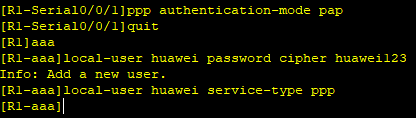 [R1-Serial0/0/1]ppp authentication-mode pap
[R1-Serial0/0/1]quit
[R1]aaa
[R1-aaa]local-user huawei password cipher huawei123
Info: Add a new user.
[R1-aaa]local-user huawei service-type ppp
[R1-aaa]